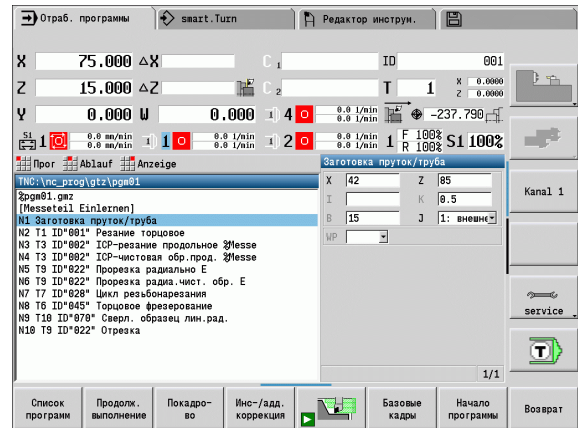 Отраб. программы
smart.Turn
Редактор инструм.
X 75.000 ΔX C 1 ID 001
Z 15.000 ΔZ C 2 T 1 X 0.0000 Z 0.0000
Y 0.000 U 0.000 4 0 0.0 1/min 0.0 1/min -237.790
S1 1 0 0.0 mm/min 0.0 mm/min 1 0 0.0 1/min 0.0 1/min 2 0 0.0 1/min 0.0 1/min 1 F 100% R 100% S1 100%
Прог Ablauf Anzeige
TNC:\nc_prog\gtz\pgm01
%pgm01.gmz
[Messeteil Einlernen]
N1 Заготовка пруток/труба
N2 T1 ID"001" Резание торцовое
N3 T3 ID"002" ICP-резание продольное %Messe
N4 T3 ID"002" ICP-чистовая обр.прод. %Messe
N5 T9 ID"022" Прорезка радиально E
N6 T9 ID"022" Прорезка радиа.чист. обр. E
N7 T7 ID"028" Цикл резьбонарезания
N8 T6 ID"045" Торцовое фрезерование
N9 T10 ID"070" Сверл. образец лин.рад.
N10 T9 ID"022" Отрезка
Заготовка пруток/труба
X 42 Z 85
I K 0.5
B 15 J 1: внешне
WP
1/1
Kanal 1
service
T
Список программ
Продолж. выполнение
Покадро-во
Инс-/адд. коррекция
Базовые кадры
Начало программы
Возврат